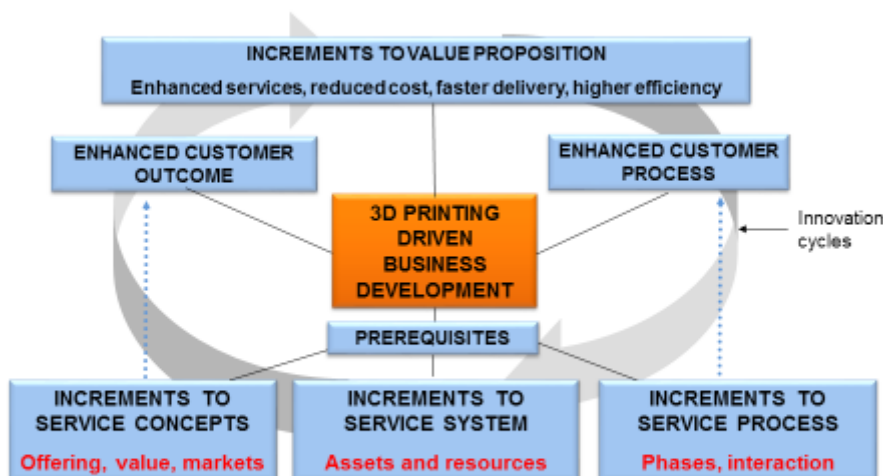 INCREMENTS TO VALUE PROPOSITION
Enhanced services, reduced cost, faster delivery, higher efficiency
ENHANCED CUSTOMER
OUTCOME
ENHANCED CUSTOMER
PROCESS
3D PRINTING
DRIVEN
BUSINESS
DEVELOPMENT
Innovation
cycles
PREREQUISITES
INCREMENTS TO
SERVICE CONCEPTS
Offering, value, markets
INCREMENTS TO
SERVICE SYSTEM
Assets and resources
INCREMENTS TO
SERVICE PROCESS
Phases, interaction